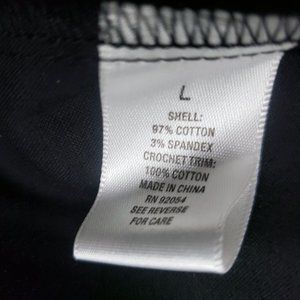 L
SHELL:
97% COTTON
3% SPANDEX
CROCHET TRIM:
100% COTTON
MADE IN CHINA
RN 92054
SEE REVERSE
FOR CARE